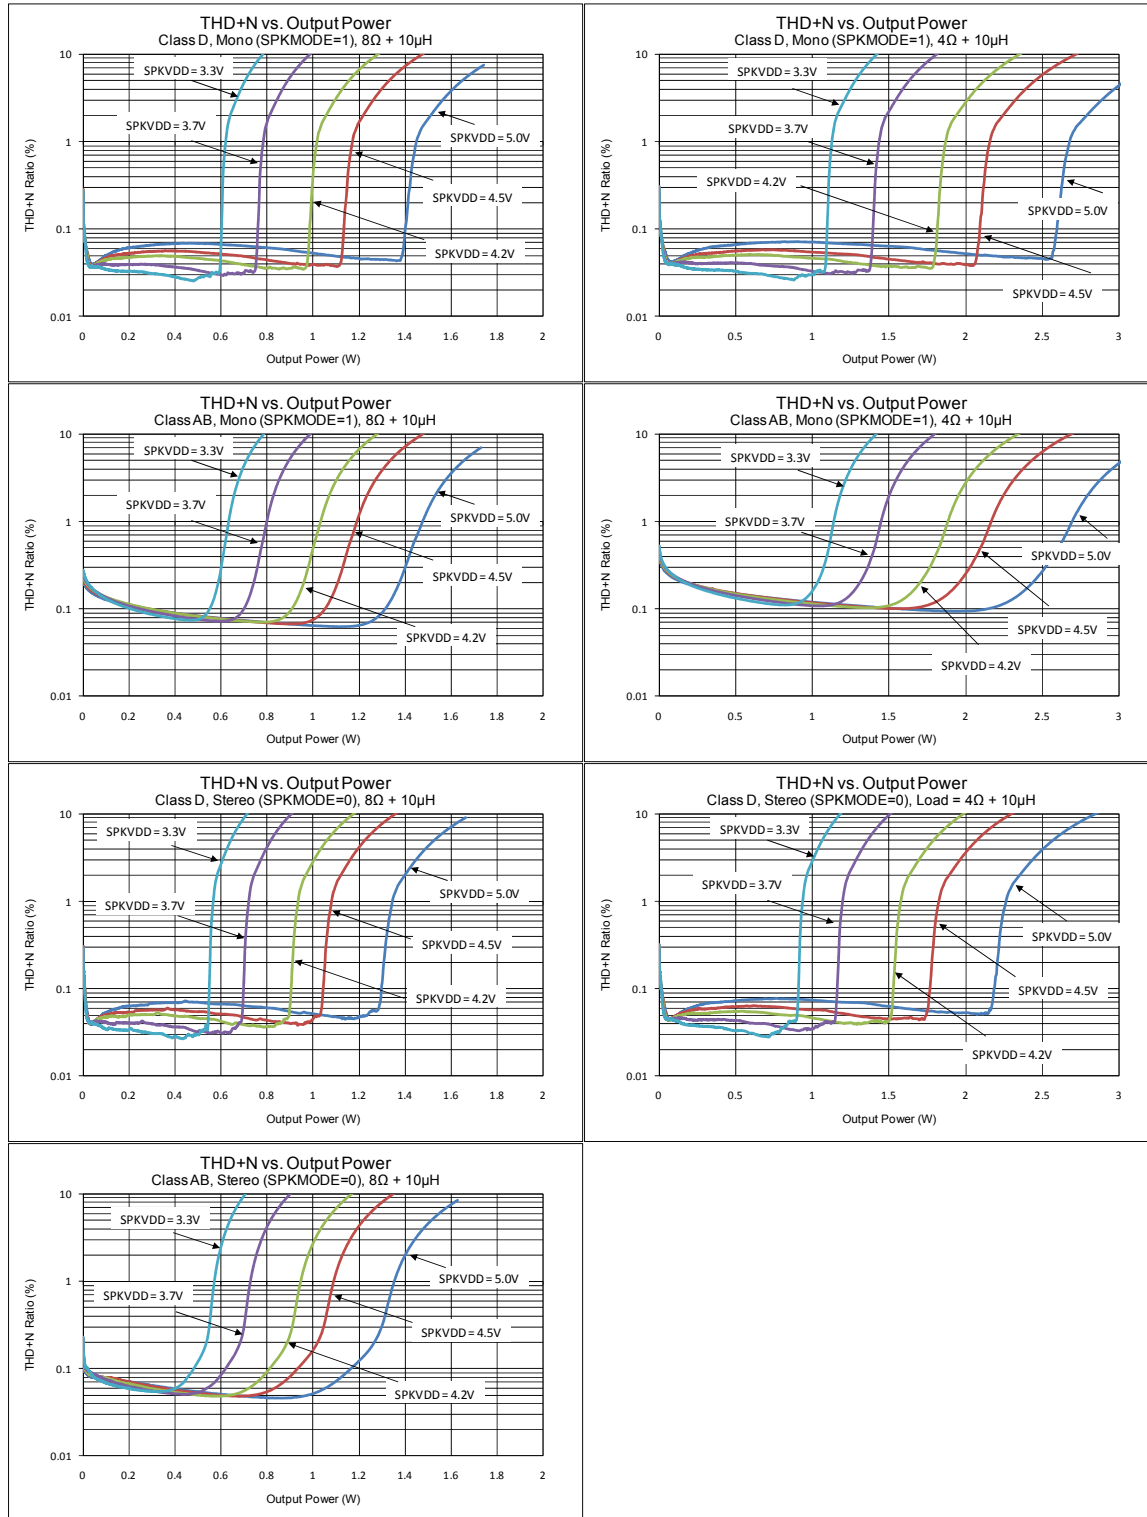 THD+N vs. Output Power
Class D, Mono (SPKMODE=1), 8Ω + 10µH
10
1
0.1
0.01
THD+N Ratio (%)
SPKVDD = 3.3V
SPKVDD = 3.7V
SPKVDD = 5.0V
SPKVDD = 4.5V
SPKVDD = 4.2V
0 0.2 0.4 0.6 0.8 1 1.2 1.4 1.6 1.8 2
Output Power (W)
THD+N vs. Output Power
Class D, Mono (SPKMODE=1), 4Ω + 10µH
10
1
0.1
0.01
THD+N Ratio (%)
SPKVDD = 3.3V
SPKVDD = 3.7V
SPKVDD = 4.2V
SPKVDD = 5.0V
SPKVDD = 4.5V
0 0.5 1 1.5 2 2.5 3
Output Power (W)
THD+N vs. Output Power
Class AB, Mono (SPKMODE=1), 8Ω + 10µH
10
1
0.1
0.01
THD+N Ratio (%)
SPKVDD = 3.3V
SPKVDD = 3.7V
SPKVDD = 5.0V
SPKVDD = 4.5V
SPKVDD = 4.2V
0 0.2 0.4 0.6 0.8 1 1.2 1.4 1.6 1.8 2
Output Power (W)
THD+N vs. Output Power
Class AB, Mono (SPKMODE=1), 4Ω + 10µH
10
1
0.1
0.01
THD+N Ratio (%)
SPKVDD = 3.3V
SPKVDD = 3.7V
SPKVDD = 5.0V
SPKVDD = 4.5V
SPKVDD = 4.2V
0 0.5 1 1.5 2 2.5 3
Output Power (W)
THD+N vs. Output Power
Class D, Stereo (SPKMODE=0), 8Ω + 10µH
10
1
0.1
0.01
THD+N Ratio (%)
SPKVDD = 3.3V
SPKVDD = 5.0V
SPKVDD = 3.7V
SPKVDD = 4.5V
SPKVDD = 4.2V
0 0.2 0.4 0.6 0.8 1 1.2 1.4 1.6 1.8 2
Output Power (W)
THD+N vs. Output Power
Class D, Stereo (SPKMODE=0), Load = 4Ω + 10µH
10
1
0.1
0.01
THD+N Ratio (%)
SPKVDD = 3.3V
SPKVDD = 3.7V
SPKVDD = 5.0V
SPKVDD = 4.5V
SPKVDD = 4.2V
0 0.5 1 1.5 2 2.5 3
Output Power (W)
THD+N vs. Output Power
Class AB, Stereo (SPKMODE=0), 8Ω + 10µH
10
1
0.1
0.01
THD+N Ratio (%)
SPKVDD = 3.3V
SPKVDD = 5.0V
SPKVDD = 3.7V
SPKVDD = 4.5V
SPKVDD = 4.2V
0 0.2 0.4 0.6 0.8 1 1.2 1.4 1.6 1.8 2
Output Power (W)